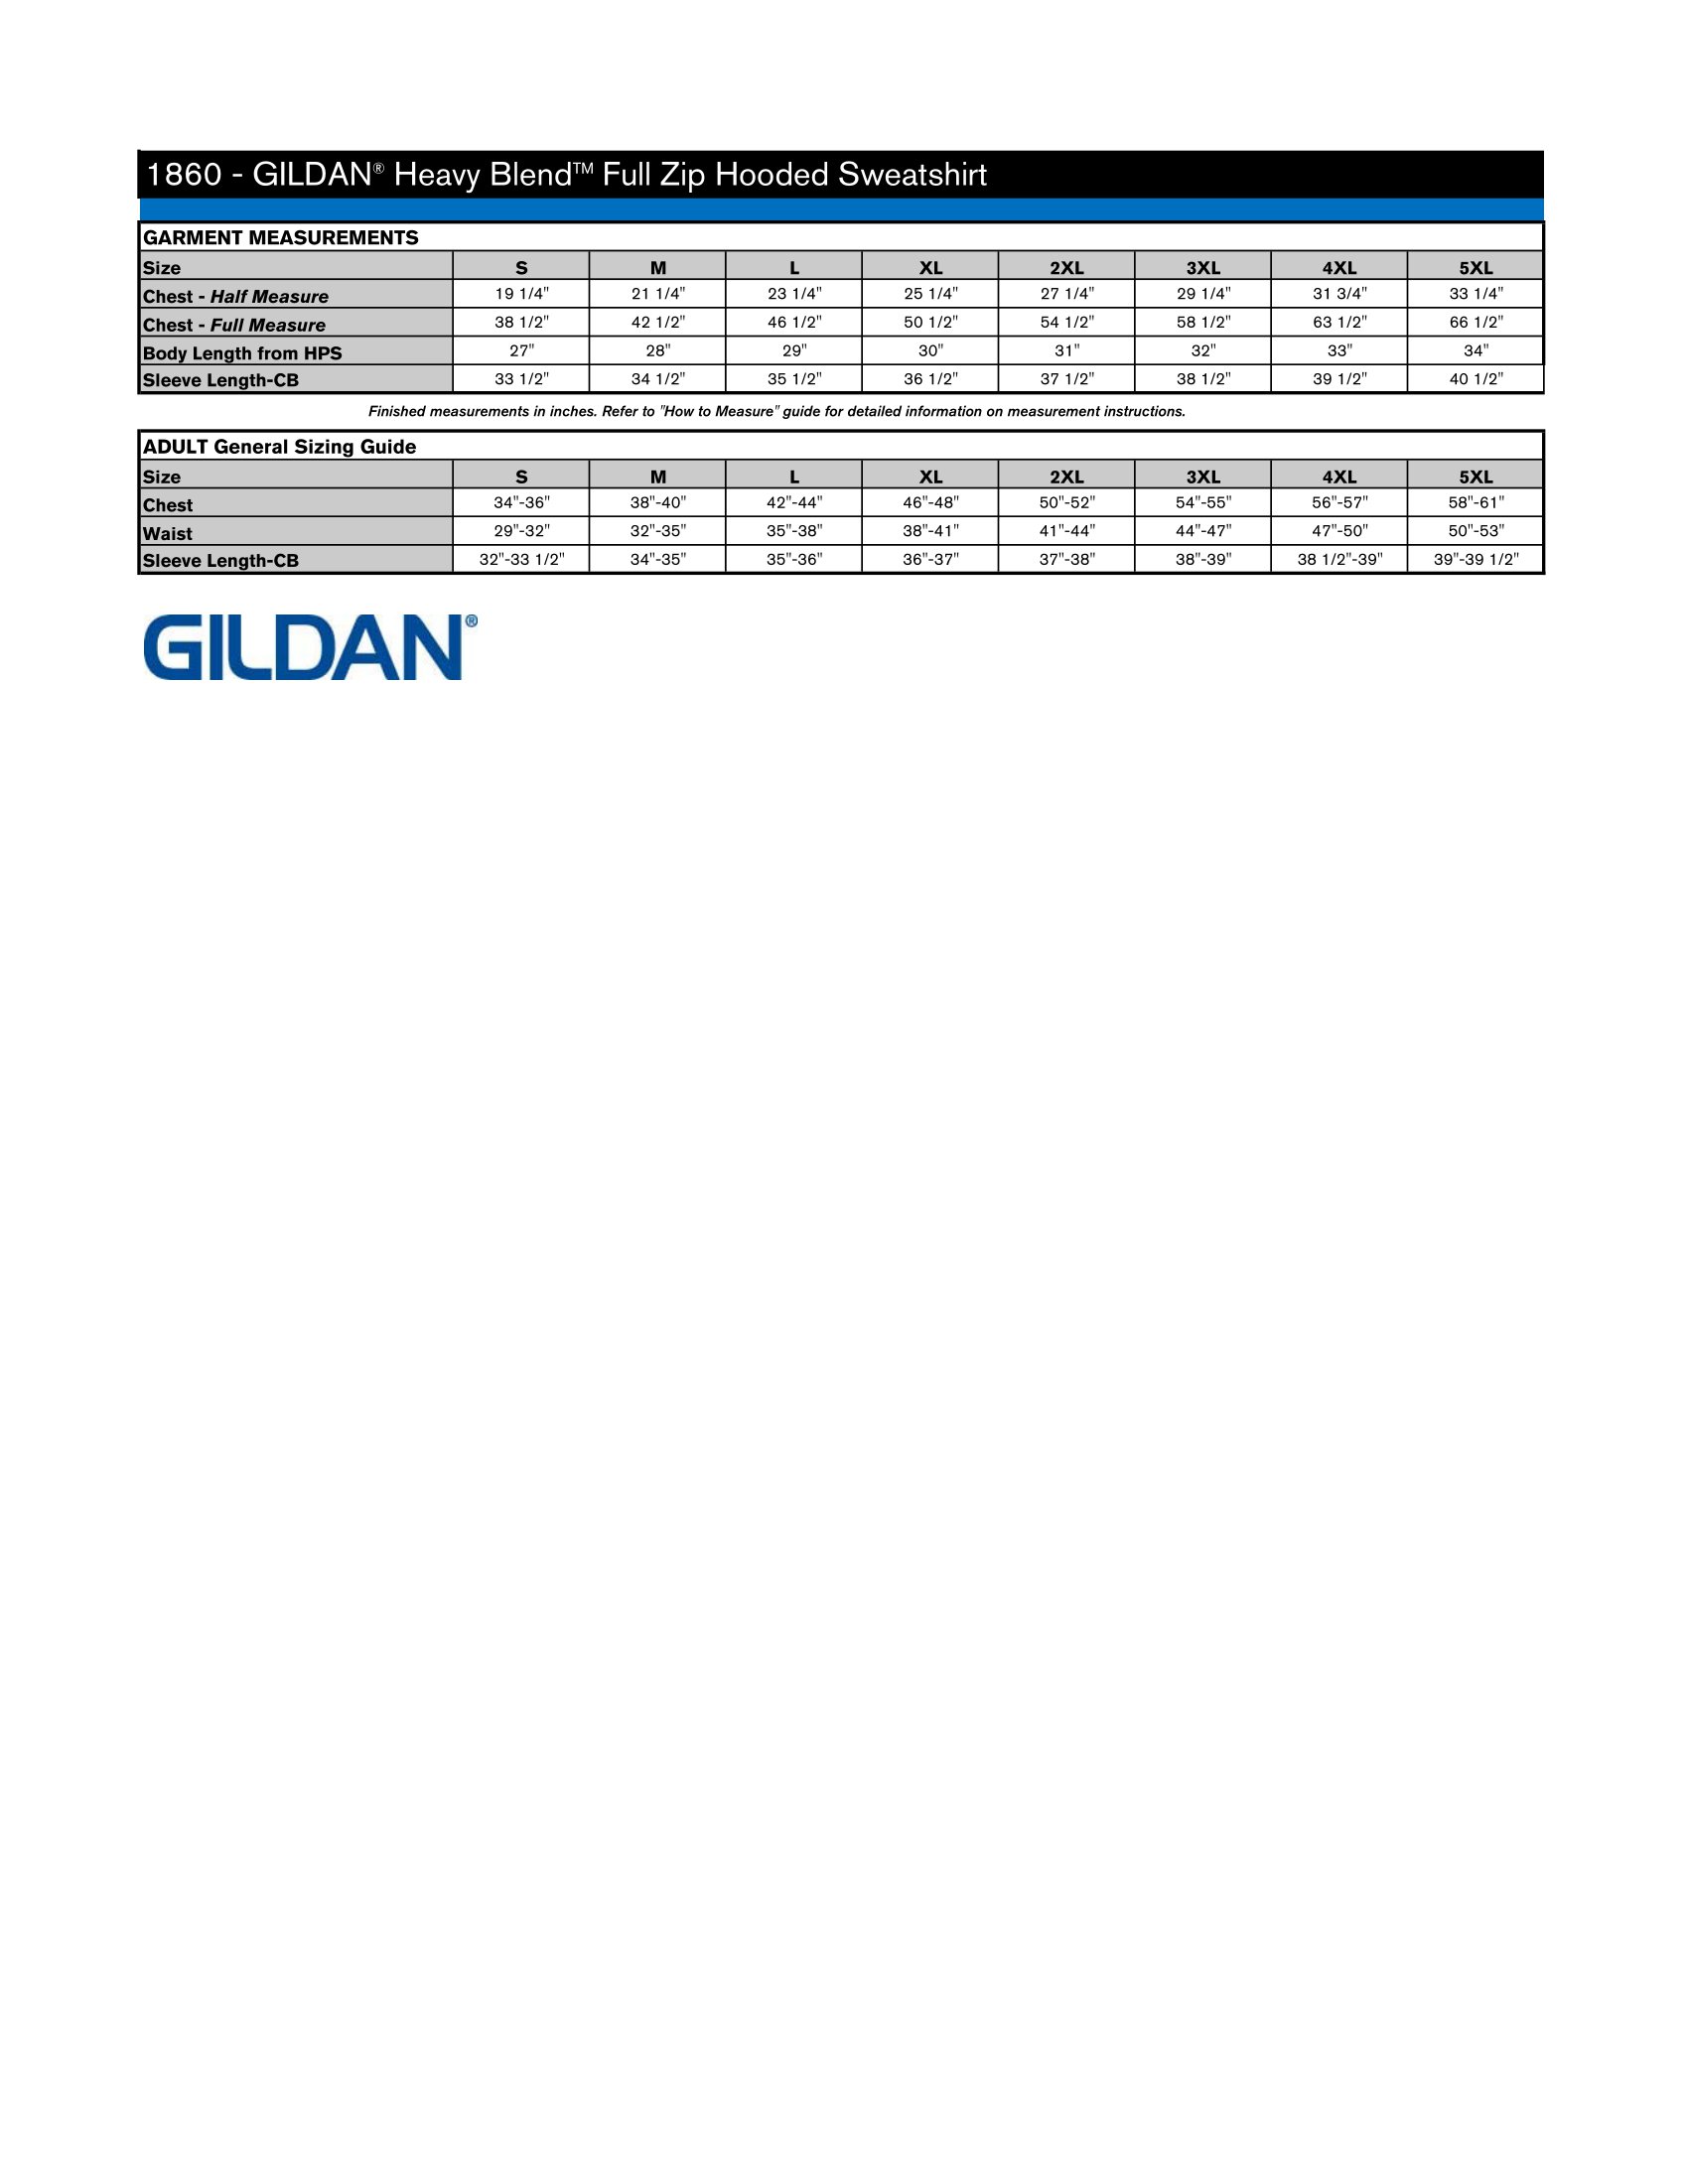 1860 - GILDAN® Heavy Blend™ Full Zip Hooded Sweatshirt
GARMENT MEASUREMENTS
Size S M L XL 2XL 3XL 4XL 5XL
Chest - Half Measure 19 1/4" 21 1/4" 23 1/4" 25 1/4" 27 1/4" 29 1/4" 31 3/4" 33 1/4"
Chest - Full Measure 38 1/2" 42 1/2" 46 1/2" 50 1/2" 54 1/2" 58 1/2" 63 1/2" 66 1/2"
Body Length from HPS 27" 28" 29" 30" 31" 32" 33" 34"
Sleeve Length-CB 33 1/2" 34 1/2" 35 1/2" 36 1/2" 37 1/2" 38 1/2" 39 1/2" 40 1/2"
Finished measurements in inches. Refer to "How to Measure" guide for detailed information on measurement instructions.
ADULT General Sizing Guide
Size S M L XL 2XL 3XL 4XL 5XL
Chest 34"-36" 38"-40" 42"-44" 46"-48" 50"-52" 54"-55" 56"-57" 58"-61"
Waist 29"-32" 32"-35" 35"-38" 38"-41" 41"-44" 44"-47" 47"-50" 50"-53"
Sleeve Length-CB 32"-33 1/2" 34"-35" 35"-36" 36"-37" 37"-38" 38"-39" 38 1/2"-39" 39"-39 1/2"
GILDAN®